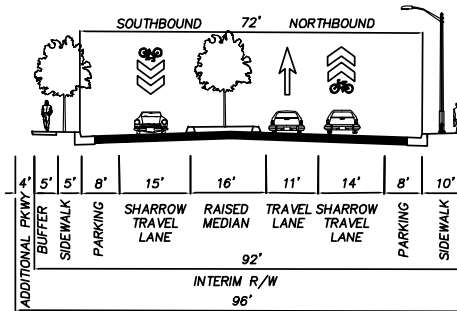 SOUTHBOUND 72' NORTHBOUND
4' 5' 5' 8' 15' 16' 11' 14' 8' 10'
ADDITIONAL PKWY
BUFFER
SIDEWALK
PARKING
SHARROW
TRAVEL
LANE
RAISED
MEDIAN
TRAVEL
LANE
SHARROW
TRAVEL
LANE
PARKING
SIDEWALK
92'
INTERIM R/W
96'